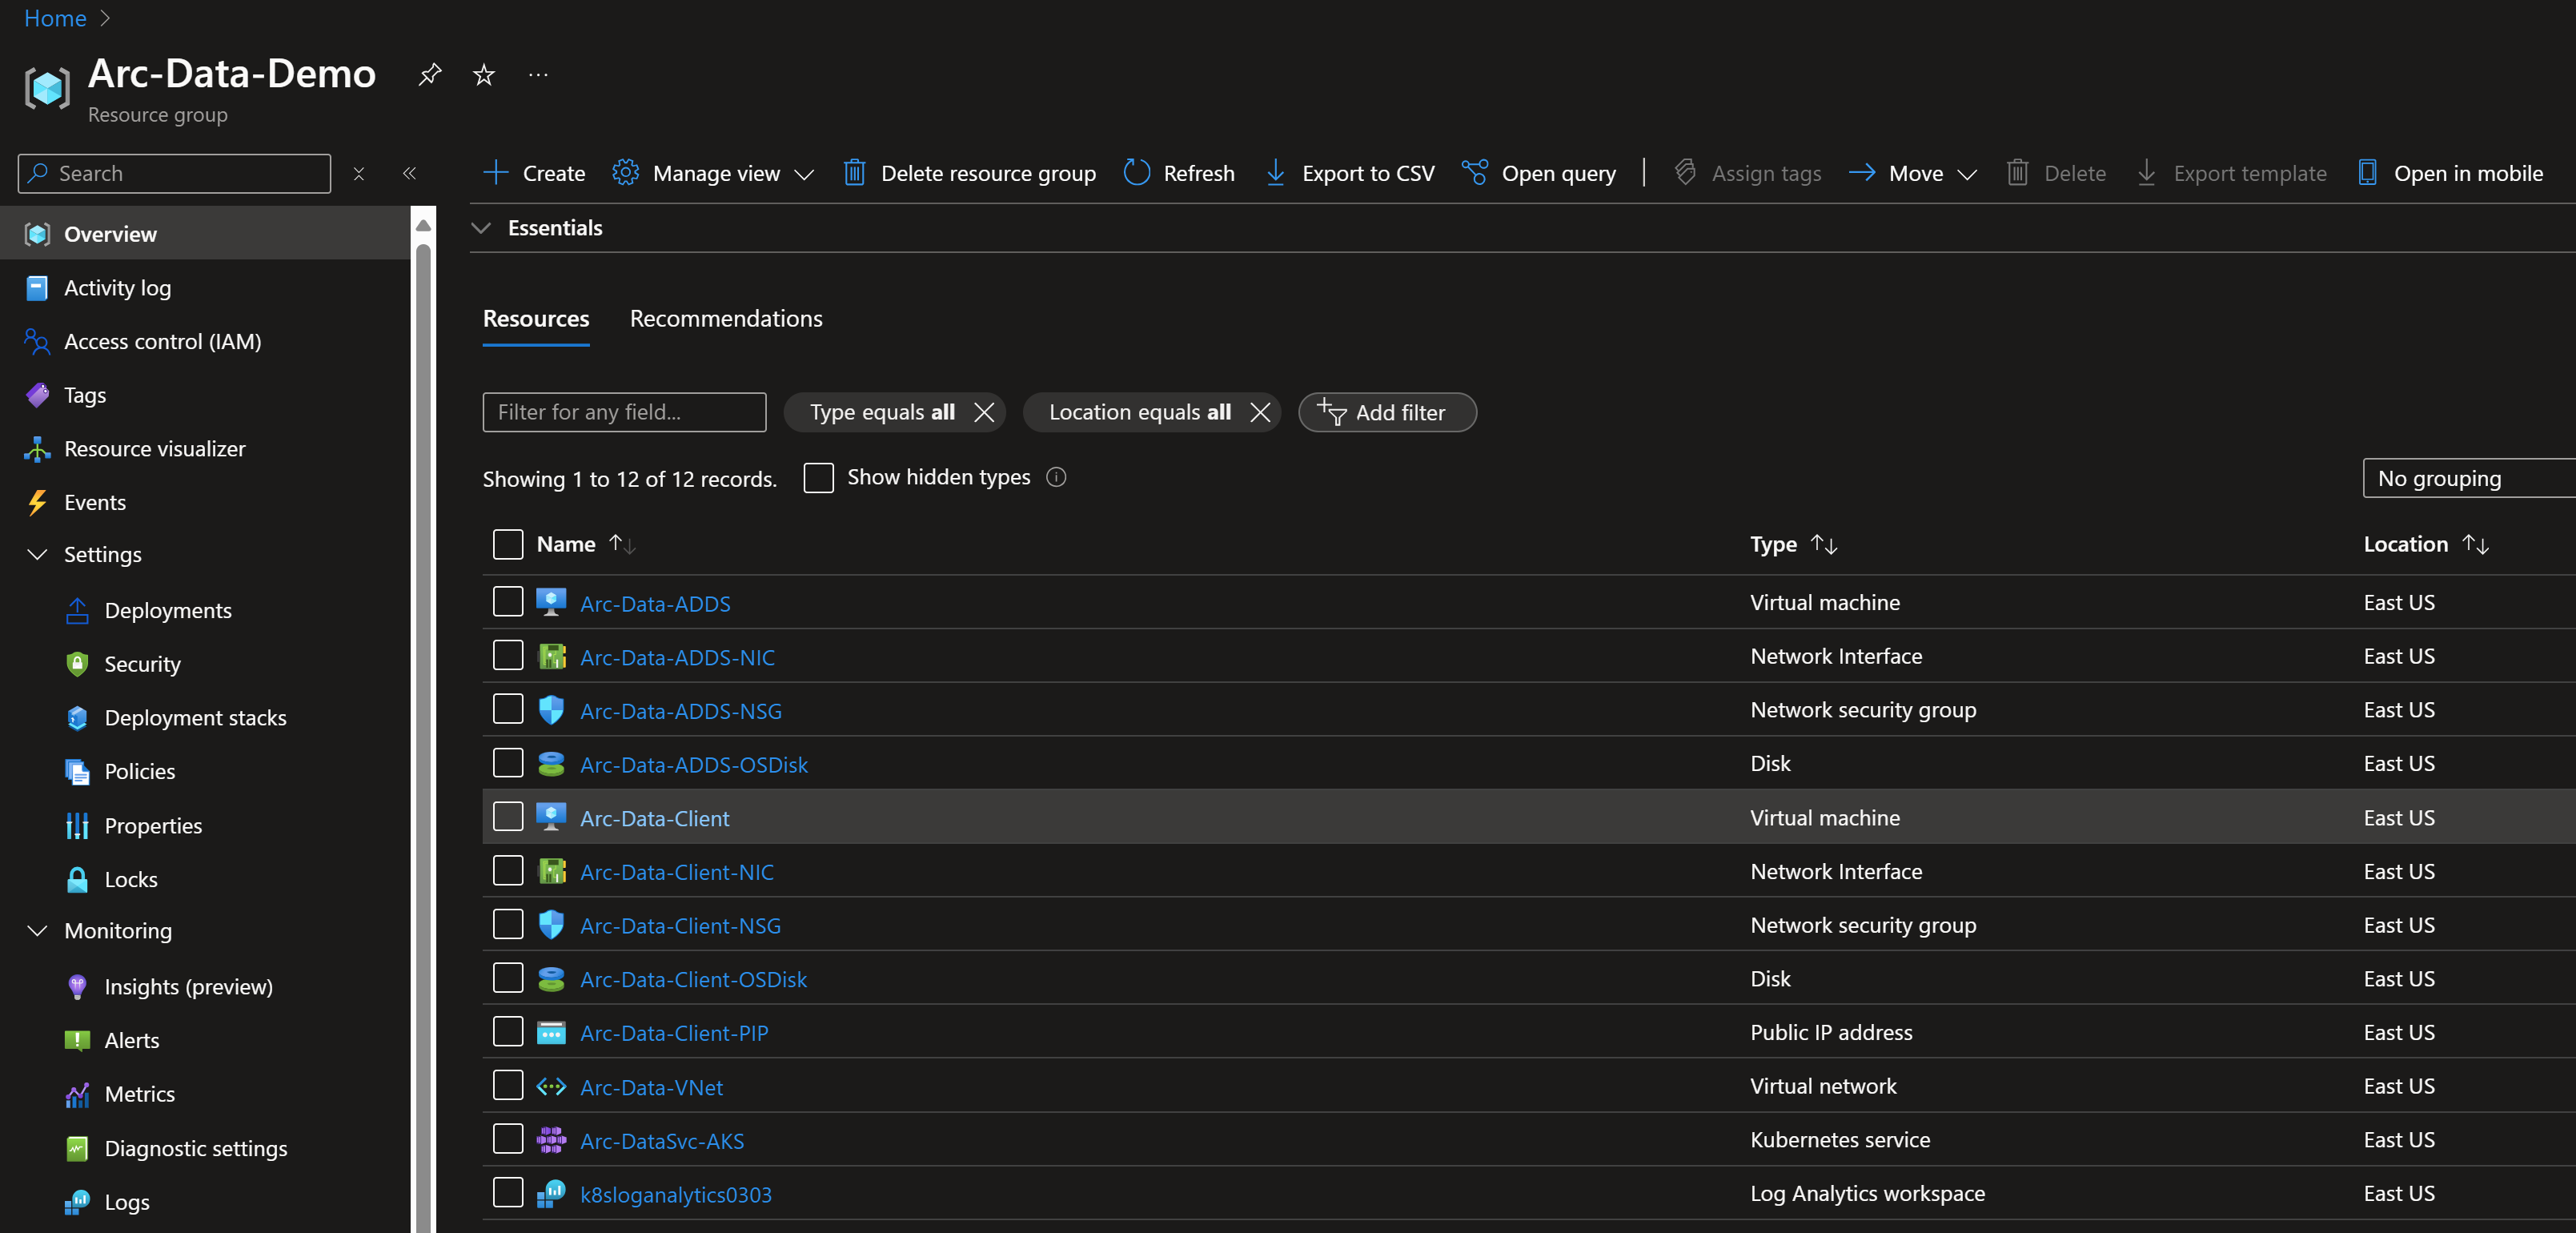 Home
Arc-Data-Demo
Resource group
Search
Create
Manage view
Delete resource group
Refresh
Export to CSV
Open query
Assign tags
Move
Delete
Export template
Open in mobile
Overview
Activity log
Access control (IAM)
Tags
Resource visualizer
Events
Settings
Deployments
Security
Deployment stacks
Policies
Properties
Locks
Monitoring
Insights (preview)
Alerts
Metrics
Diagnostic settings
Logs
Essentials
Resources Recommendations
Filter for any field... Type equals all Location equals all Add filter
Showing 1 to 12 of 12 records. Show hidden types No grouping
Name Type Location
Arc-Data-ADDS Virtual machine East US
Arc-Data-ADDS-NIC Network Interface East US
Arc-Data-ADDS-NSG Network security group East US
Arc-Data-ADDS-OSDisk Disk East US
Arc-Data-Client Virtual machine East US
Arc-Data-Client-NIC Network Interface East US
Arc-Data-Client-NSG Network security group East US
Arc-Data-Client-OSDisk Disk East US
Arc-Data-Client-PIP Public IP address East US
Arc-Data-VNet Virtual network East US
Arc-DataSvc-AKS Kubernetes service East US
k8sloganalytics0303 Log Analytics workspace East US